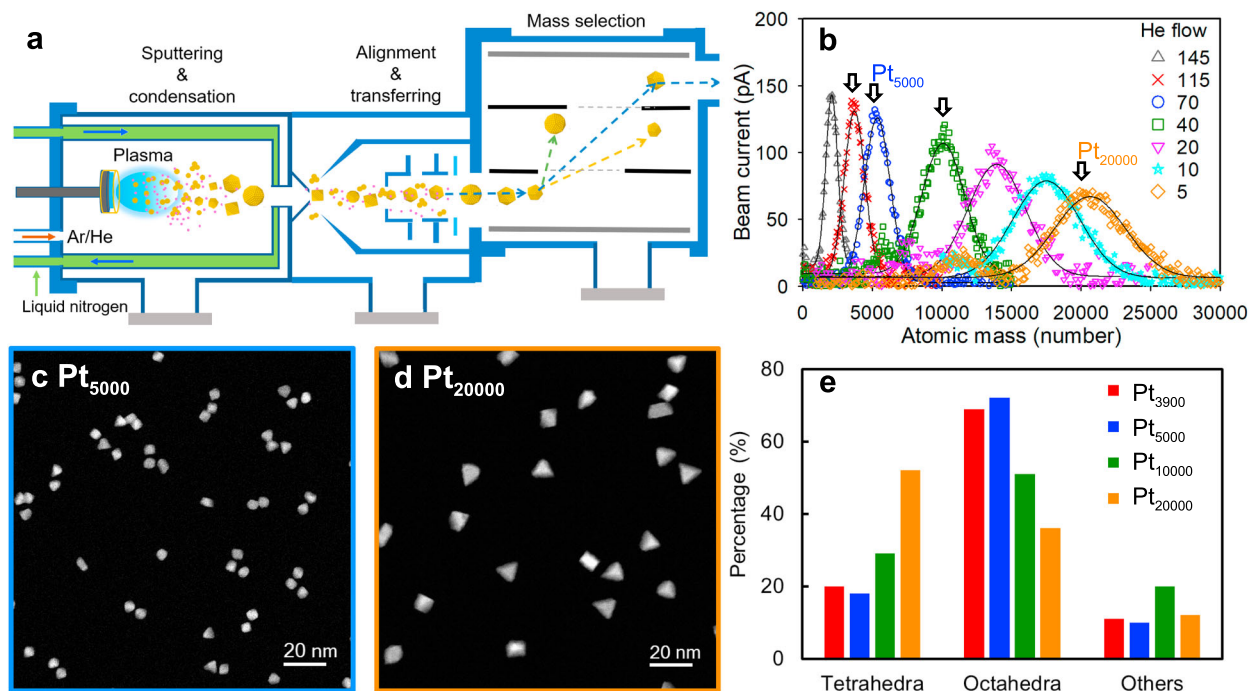 a
Sputtering
&
condensation
Alignment
&
transferring
Mass selection
Plasma
Ar/He
Liquid nitrogen
b
Beam current (pA)
200
150
100
50
0
0
5000
10000
15000
20000
25000
30000
Atomic mass (number)
Pt5000
Pt20000
He flow
145
115
70
40
20
10
5
c Pt5000
20 nm
d Pt20000
20 nm
e
Percentage (%)
80
60
40
20
0
Pt3900
Pt5000
Pt10000
Pt20000
Tetrahedra
Octahedra
Others